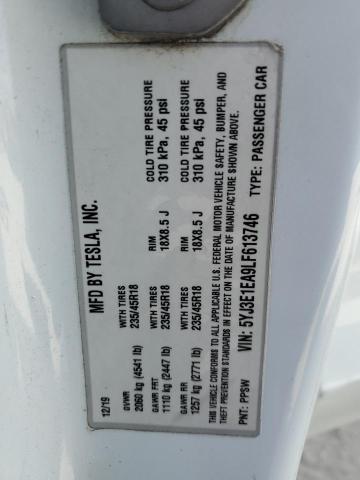 MFD BY TESLA, INC.
12/19
GVWR
2060 kg (4541 lb)
GAWR FRT WITH TIRES RIM COLD TIRE PRESSURE
1110 kg (2447 lb) 235/45R18 18X8.5 J 310 kPa, 45 psi
GAWR RR WITH TIRES RIM COLD TIRE PRESSURE
1257 kg (2771 lb) 235/45R18 18X8.5 J 310 kPa, 45 psi
THIS VEHICLE CONFORMS TO ALL APPLICABLE U.S. FEDERAL MOTOR VEHICLE SAFETY, BUMPER, AND
THEFT PREVENTION STANDARDS IN EFFECT ON THE DATE OF MANUFACTURE SHOWN ABOVE.
VIN: 5YJ3E1EA9LF613746 TYPE: PASSENGER CAR
PNT: PPSW